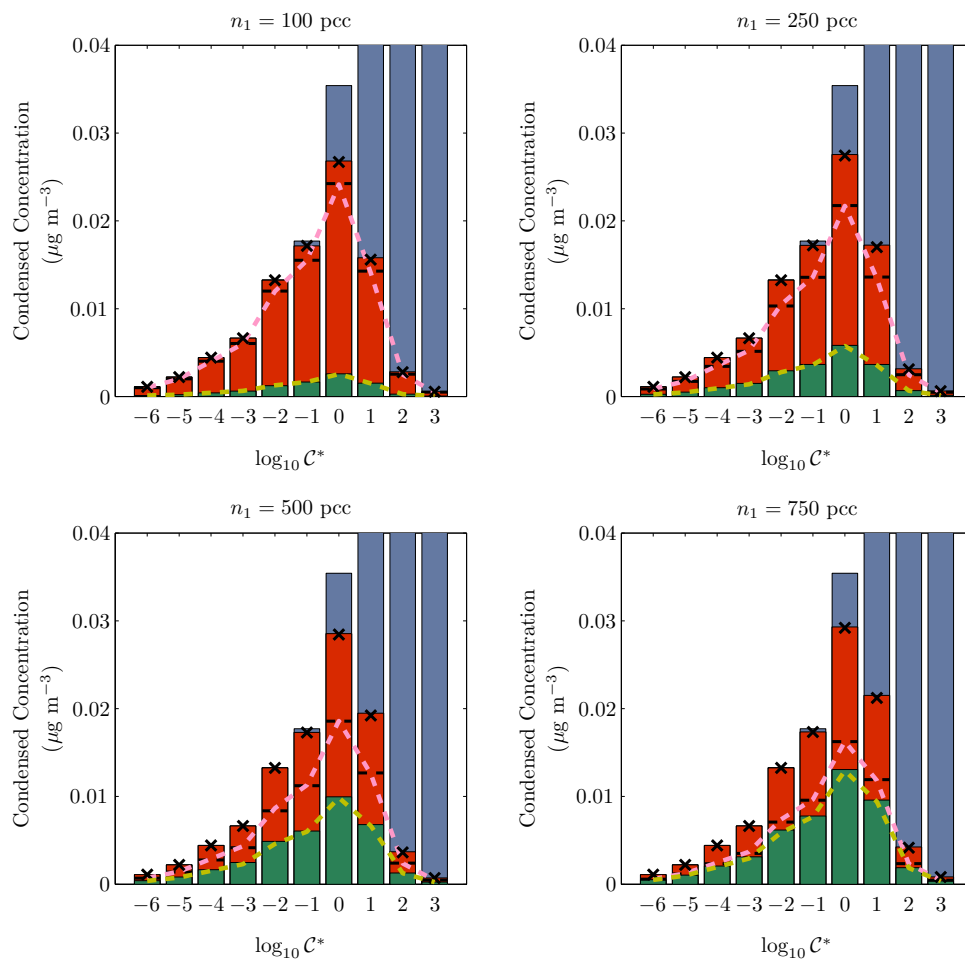 n₁ = 100 pcc
Condensed Concentration
(μg m⁻³)
0.04
0.03
0.02
0.01
0
−6 −5 −4 −3 −2 −1 0 1 2 3
log₁₀ 𝒞*
n₁ = 250 pcc
Condensed Concentration
(μg m⁻³)
0.04
0.03
0.02
0.01
0
−6 −5 −4 −3 −2 −1 0 1 2 3
log₁₀ 𝒞*
n₁ = 500 pcc
Condensed Concentration
(μg m⁻³)
0.04
0.03
0.02
0.01
0
−6 −5 −4 −3 −2 −1 0 1 2 3
log₁₀ 𝒞*
n₁ = 750 pcc
Condensed Concentration
(μg m⁻³)
0.04
0.03
0.02
0.01
0
−6 −5 −4 −3 −2 −1 0 1 2 3
log₁₀ 𝒞*